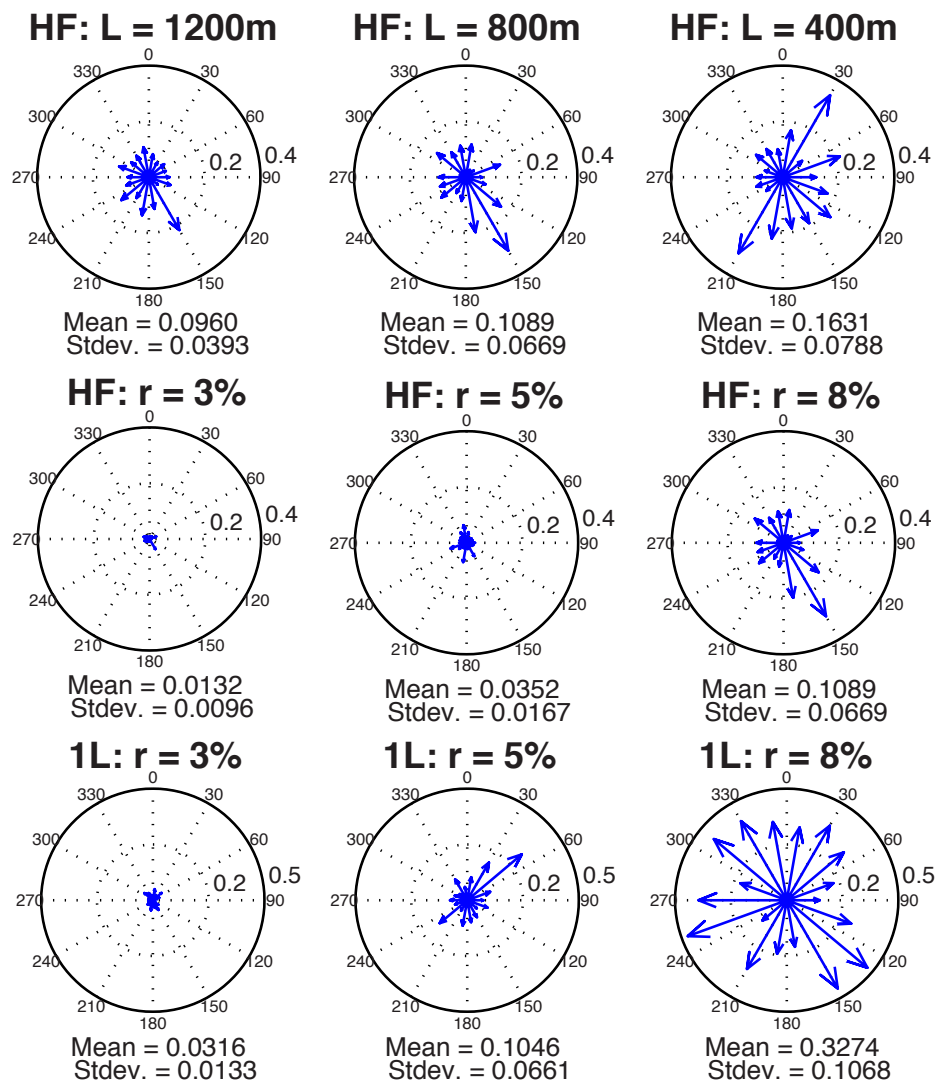 HF: L = 1200m HF: L = 800m HF: L = 400m
0 0 0
330 30 330 30 330 30
300 60 300 60 300 60
0.2 0.4 0.2 0.4 0.2 0.4
270 90 270 90 270 90
240 120 240 120 240 120
210 150 210 150 210 150
180 180 180
Mean = 0.0960 Mean = 0.1089 Mean = 0.1631
Stdev. = 0.0393 Stdev. = 0.0669 Stdev. = 0.0788
HF: r = 3% HF: r = 5% HF: r = 8%
0 0 0
330 30 330 30 330 30
300 60 300 60 300 60
0.2 0.4 0.2 0.4 0.2 0.4
270 90 270 90 270 90
240 120 240 120 240 120
210 150 210 150 210 150
180 180 180
Mean = 0.0132 Mean = 0.0352 Mean = 0.1089
Stdev. = 0.0096 Stdev. = 0.0167 Stdev. = 0.0669
1L: r = 3% 1L: r = 5% 1L: r = 8%
0 0 0
330 30 330 30 330 30
300 60 300 60 300 60
0.2 0.5 0.2 0.5 0.2 0.5
270 90 270 90 270 90
240 120 240 120 240 120
210 150 210 150 210 150
180 180 180
Mean = 0.0316 Mean = 0.1046 Mean = 0.3274
Stdev. = 0.0133 Stdev. = 0.0661 Stdev. = 0.1068